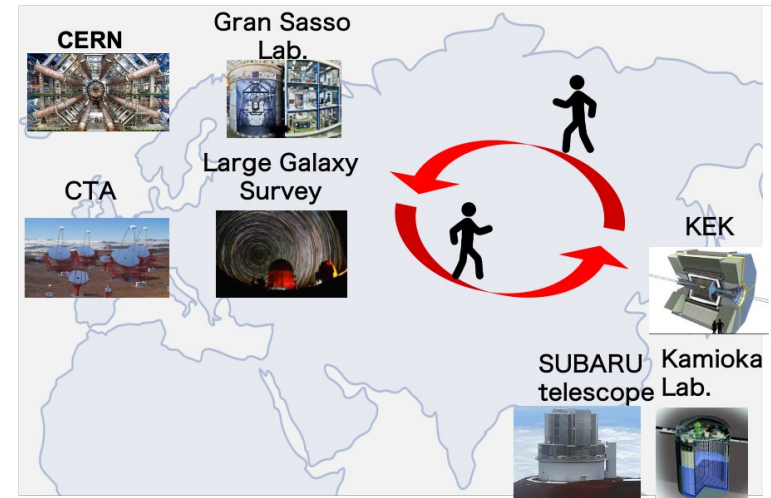 CERN
Gran Sasso
Lab.
CTA
Large Galaxy
Survey
KEK
SUBARU
telescope
Kamioka
Lab.